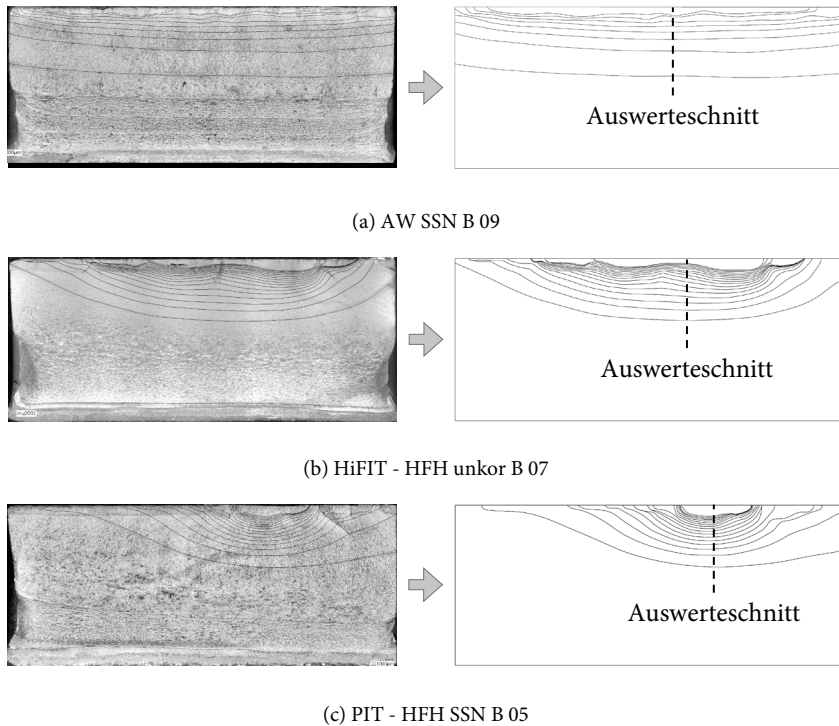 Auswerteschnitt
(a) AW SSN B 09
Auswerteschnitt
(b) HiFIT - HFH unkor B 07
Auswerteschnitt
(c) PIT - HFH SSN B 05